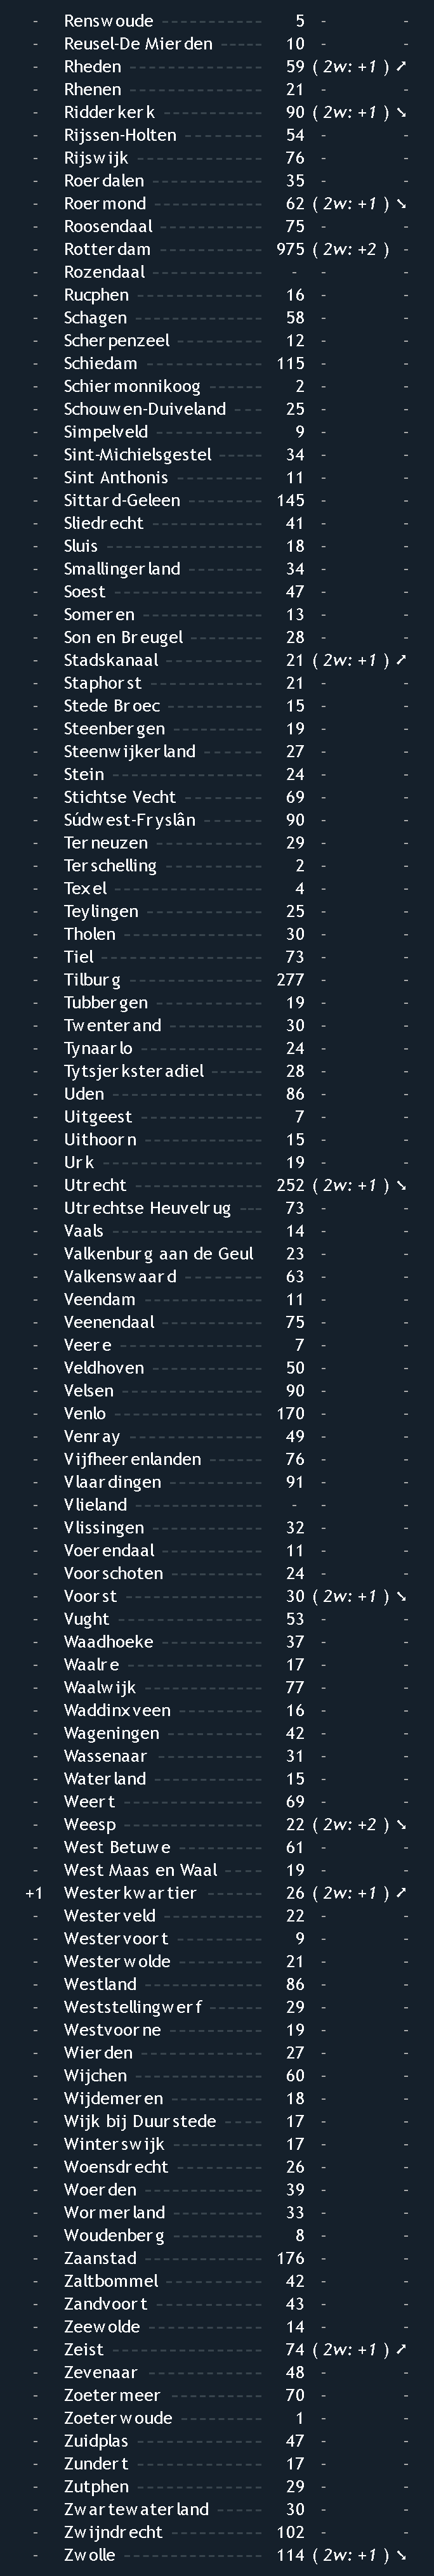 - Renswoude 5 - -
- Reusel-De Mierden ----- 10 - -
- Rheden 59 ( 2w: +1 ) ➚
- Rhenen 21 - -
- Ridderkerk 90 ( 2w: +1 ) ➘
- Rijssen-Holten 54 - -
- Rijswijk 76 - -
- Roerdalen 35 - -
- Roermond 62 ( 2w: +1 ) ➘
- Roosendaal 75 - -
- Rotterdam 975 ( 2w: +2 ) -
- Rozendaal - - -
- Rucphen 16 - -
- Schagen 58 - -
- Scherpenzeel 12 - -
- Schiedam 115 - -
- Schiermonnikoog 2 - -
- Schouwen-Duiveland 25 - -
- Simpelveld 9 - -
- Sint-Michielsgestel 34 - -
- Sint Anthonis 11 - -
- Sittard-Geleen 145 - -
- Sliedrecht 41 - -
- Sluis 18 - -
- Smallingerland 34 - -
- Soest 47 - -
- Someren 13 - -
- Son en Breugel 28 - -
- Stadskanaal 21 ( 2w: +1 ) ➚
- Staphorst 21 - -
- Stede Broec 15 - -
- Steenbergen 19 - -
- Steenwijkerland 27 - -
- Stein 24 - -
- Stichtse Vecht 69 - -
- Súdwest-Fryslân 90 - -
- Terneuzen 29 - -
- Terschelling 2 - -
- Texel 4 - -
- Teylingen 25 - -
- Tholen 30 - -
- Tiel 73 - -
- Tilburg 277 - -
- Tubbergen 19 - -
- Twenterand 30 - -
- Tynaarlo 24 - -
- Tytsjerksteradiel 28 - -
- Uden 86 - -
- Uitgeest 7 - -
- Uithoorn 15 - -
- Urk 19 - -
- Utrecht 252 ( 2w: +1 ) ➘
- Utrechtse Heuvelrug 73 - -
- Vaals 14 - -
- Valkenburg aan de Geul 23 - -
- Valkenswaard 63 - -
- Veendam 11 - -
- Veenendaal 75 - -
- Veere 7 - -
- Veldhoven 50 - -
- Velsen 90 - -
- Venlo 170 - -
- Venray 49 - -
- Vijfheerenlanden 76 - -
- Vlaardingen 91 - -
- Vlieland - - -
- Vlissingen 32 - -
- Voerendaal 11 - -
- Voorschoten 24 - -
- Voorst 30 ( 2w: +1 ) ➘
- Vught 53 - -
- Waadhoeke 37 - -
- Waalre 17 - -
- Waalwijk 77 - -
- Waddinxveen 16 - -
- Wageningen 42 - -
- Wassenaar 31 - -
- Waterland 15 - -
- Weert 69 - -
- Weesp 22 ( 2w: +2 ) ➘
- West Betuwe 61 - -
- West Maas en Waal 19 - -
+1 Westerkwartier 26 ( 2w: +1 ) ➚
- Westerveld 22 - -
- Westervoort 9 - -
- Westerwolde 21 - -
- Westland 86 - -
- Weststellingwerf 29 - -
- Westvoorne 19 - -
- Wierden 27 - -
- Wijchen 60 - -
- Wijdemeren 18 - -
- Wijk bij Duurstede 17 - -
- Winterswijk 17 - -
- Woensdrecht 26 - -
- Woerden 39 - -
- Wormerland 33 - -
- Woudenberg 8 - -
- Zaanstad 176 - -
- Zaltbommel 42 - -
- Zandvoort 43 - -
- Zeewolde 14 - -
- Zeist 74 ( 2w: +1 ) ➚
- Zevenaar 48 - -
- Zoetermeer 70 - -
- Zoeterwoude 1 - -
- Zuidplas 47 - -
- Zundert 17 - -
- Zutphen 29 - -
- Zwartewaterland 30 - -
- Zwijndrecht 102 - -
- Zwolle 114 ( 2w: +1 ) ➘